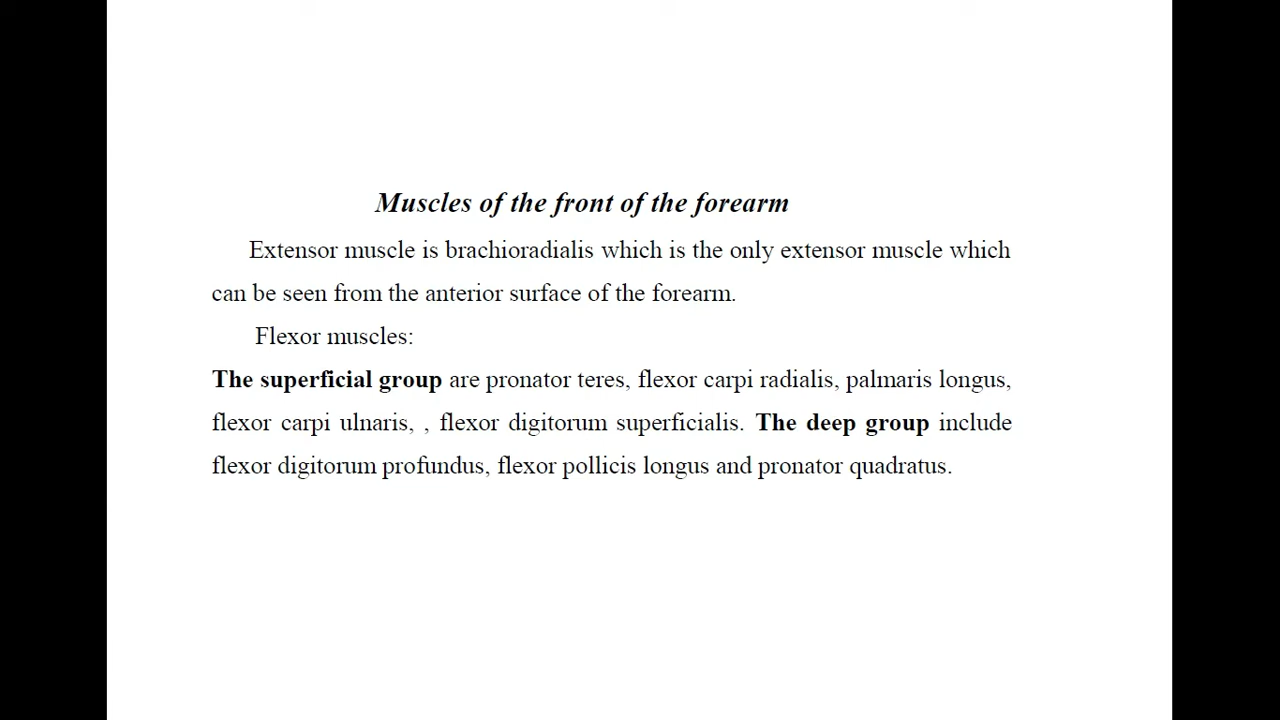 Muscles of the front of the forearm
Extensor muscle is brachioradialis which is the only extensor muscle which
can be seen from the anterior surface of the forearm.
Flexor muscles:
The superficial group are pronator teres, flexor carpi radialis, palmaris longus,
flexor carpi ulnaris, , flexor digitorum superficialis. The deep group include
flexor digitorum profundus, flexor pollicis longus and pronator quadratus.